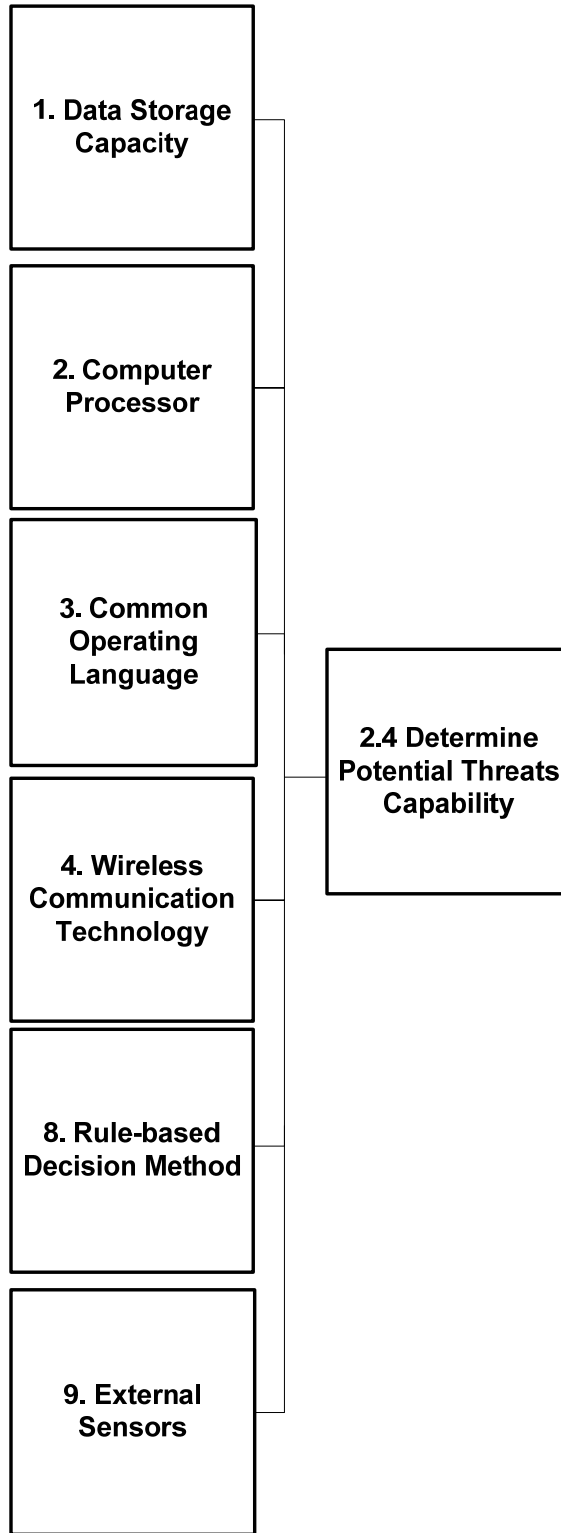 1. Data Storage
Capacity
2. Computer
Processor
3. Common
Operating
Language
2.4 Determine
Potential Threats
Capability
4. Wireless
Communication
Technology
8. Rule-based
Decision Method
9. External
Sensors